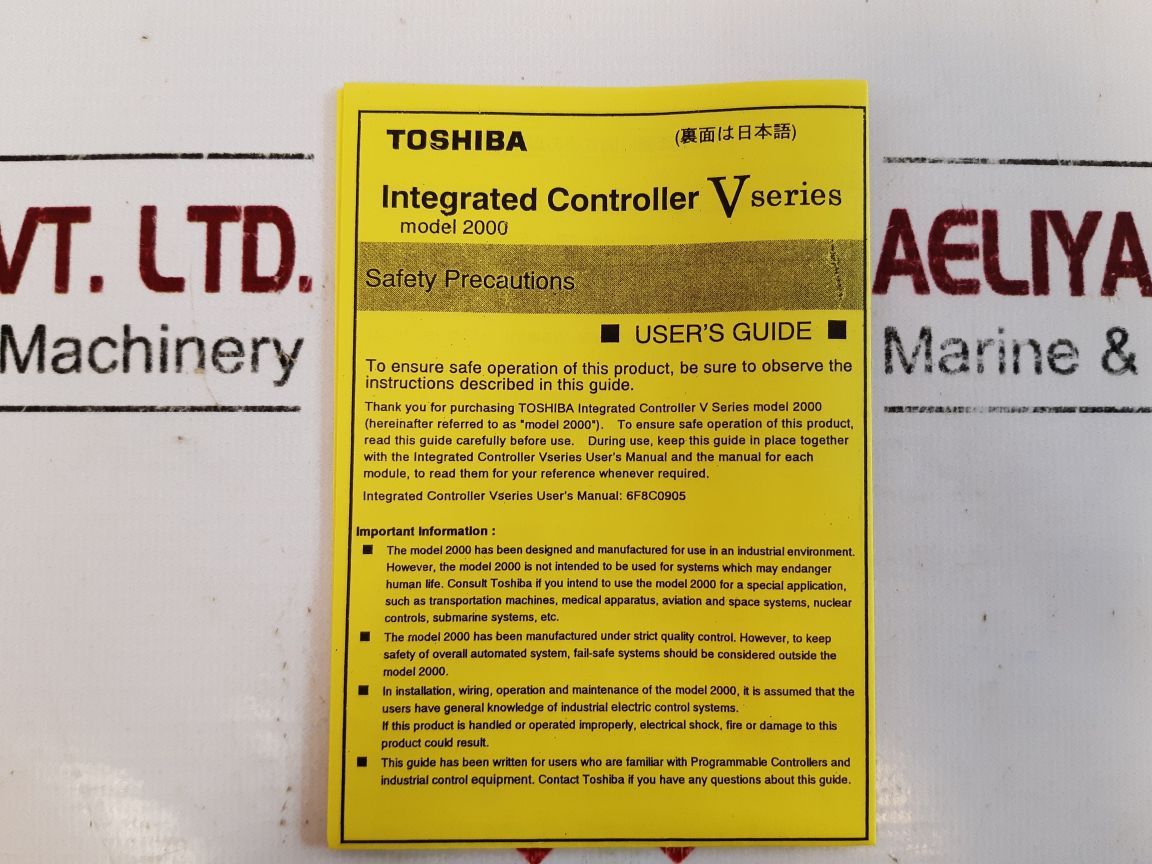 TOSHIBA
(裏面は日本語)
Integrated Controller V series
model 2000
Safety Precautions
■ USER'S GUIDE ■
To ensure safe operation of this product, be sure to observe the
instructions described in this guide.
Thank you for purchasing TOSHIBA Integrated Controller V Series model 2000
(hereinafter referred to as "model 2000"). To ensure safe operation of this product,
read this guide carefully before use. During use, keep this guide in place together
with the Integrated Controller Vseries User's Manual and the manual for each
module, to read them for your reference whenever required.
Integrated Controller Vseries User's Manual: 6F8C0905
Important Information :
■ The model 2000 has been designed and manufactured for use in an industrial environment.
However, the model 2000 is not intended to be used for systems which may endanger
human life. Consult Toshiba if you intend to use the model 2000 for a special application,
such as transportation machines, medical apparatus, aviation and space systems, nuclear
controls, submarine systems, etc.
■ The model 2000 has been manufactured under strict quality control. However, to keep
safety of overall automated system, fail-safe systems should be considered outside the
model 2000.
■ In installation, wiring, operation and maintenance of the model 2000, it is assumed that the
users have general knowledge of industrial electric control systems.
If this product is handled or operated improperly, electrical shock, fire or damage to this
product could result.
■ This guide has been written for users who are familiar with Programmable Controllers and
industrial control equipment. Contact Toshiba if you have any questions about this guide.
VT. LTD.
Machinery
AELIYA
Marine &